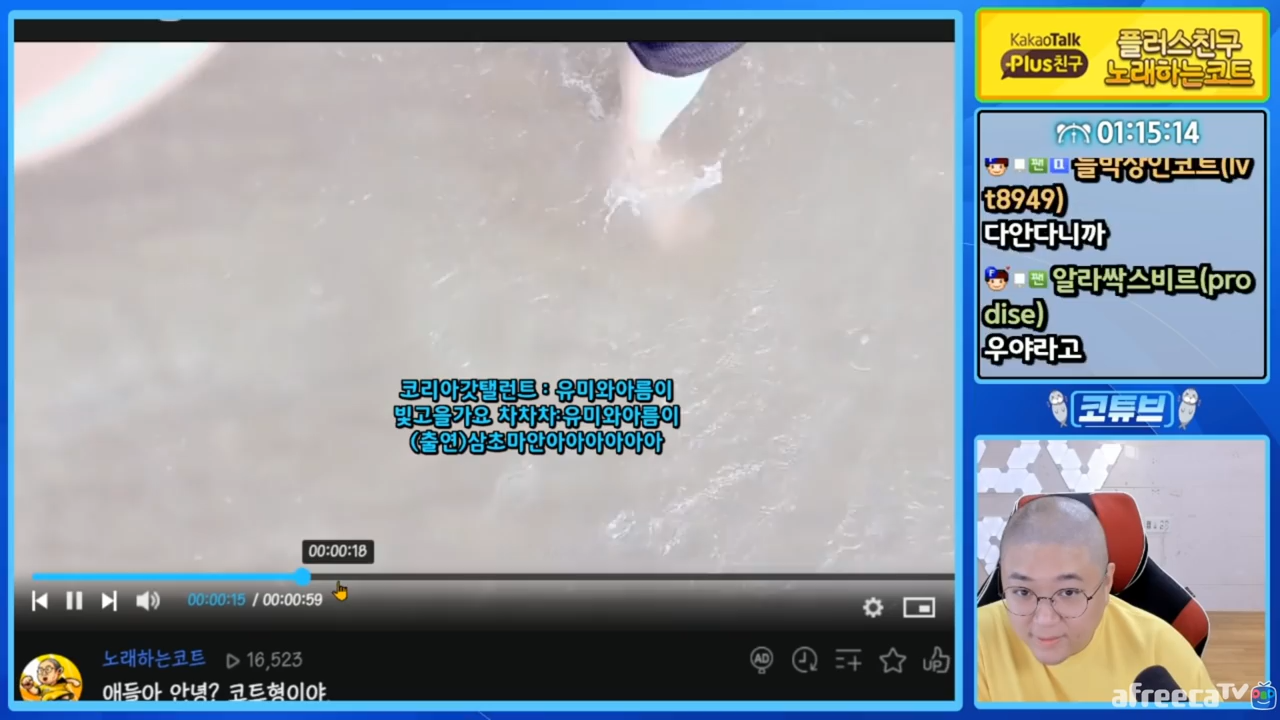 코리아갓탤런트 : 유미와아름이
빛고을가요 차차차:유미와아름이
(출연)삼초마안아아아아아아
00:00:18
00:00:15 / 00:00:59
노래하는코트 ▷ 16,523
AD
UP
애들아 안녕? 코트형이야.
KakaoTalk
Plus친구
플러스친구
노래하는코트
01:15:14
F 팬
t8949)
다안다니까
F 팬 알라싹스비르(pro
dise)
우야라고
코튜브
afreecaTV